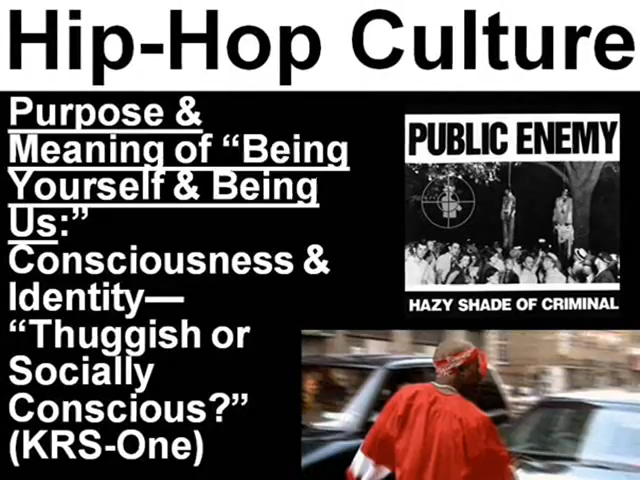 Hip-Hop Culture
Purpose &
Meaning of “Being
Yourself & Being
Us:”
Consciousness &
Identity—
“Thuggish or
Socially
Conscious?”
(KRS-One)
PUBLIC ENEMY
HAZY SHADE OF CRIMINAL